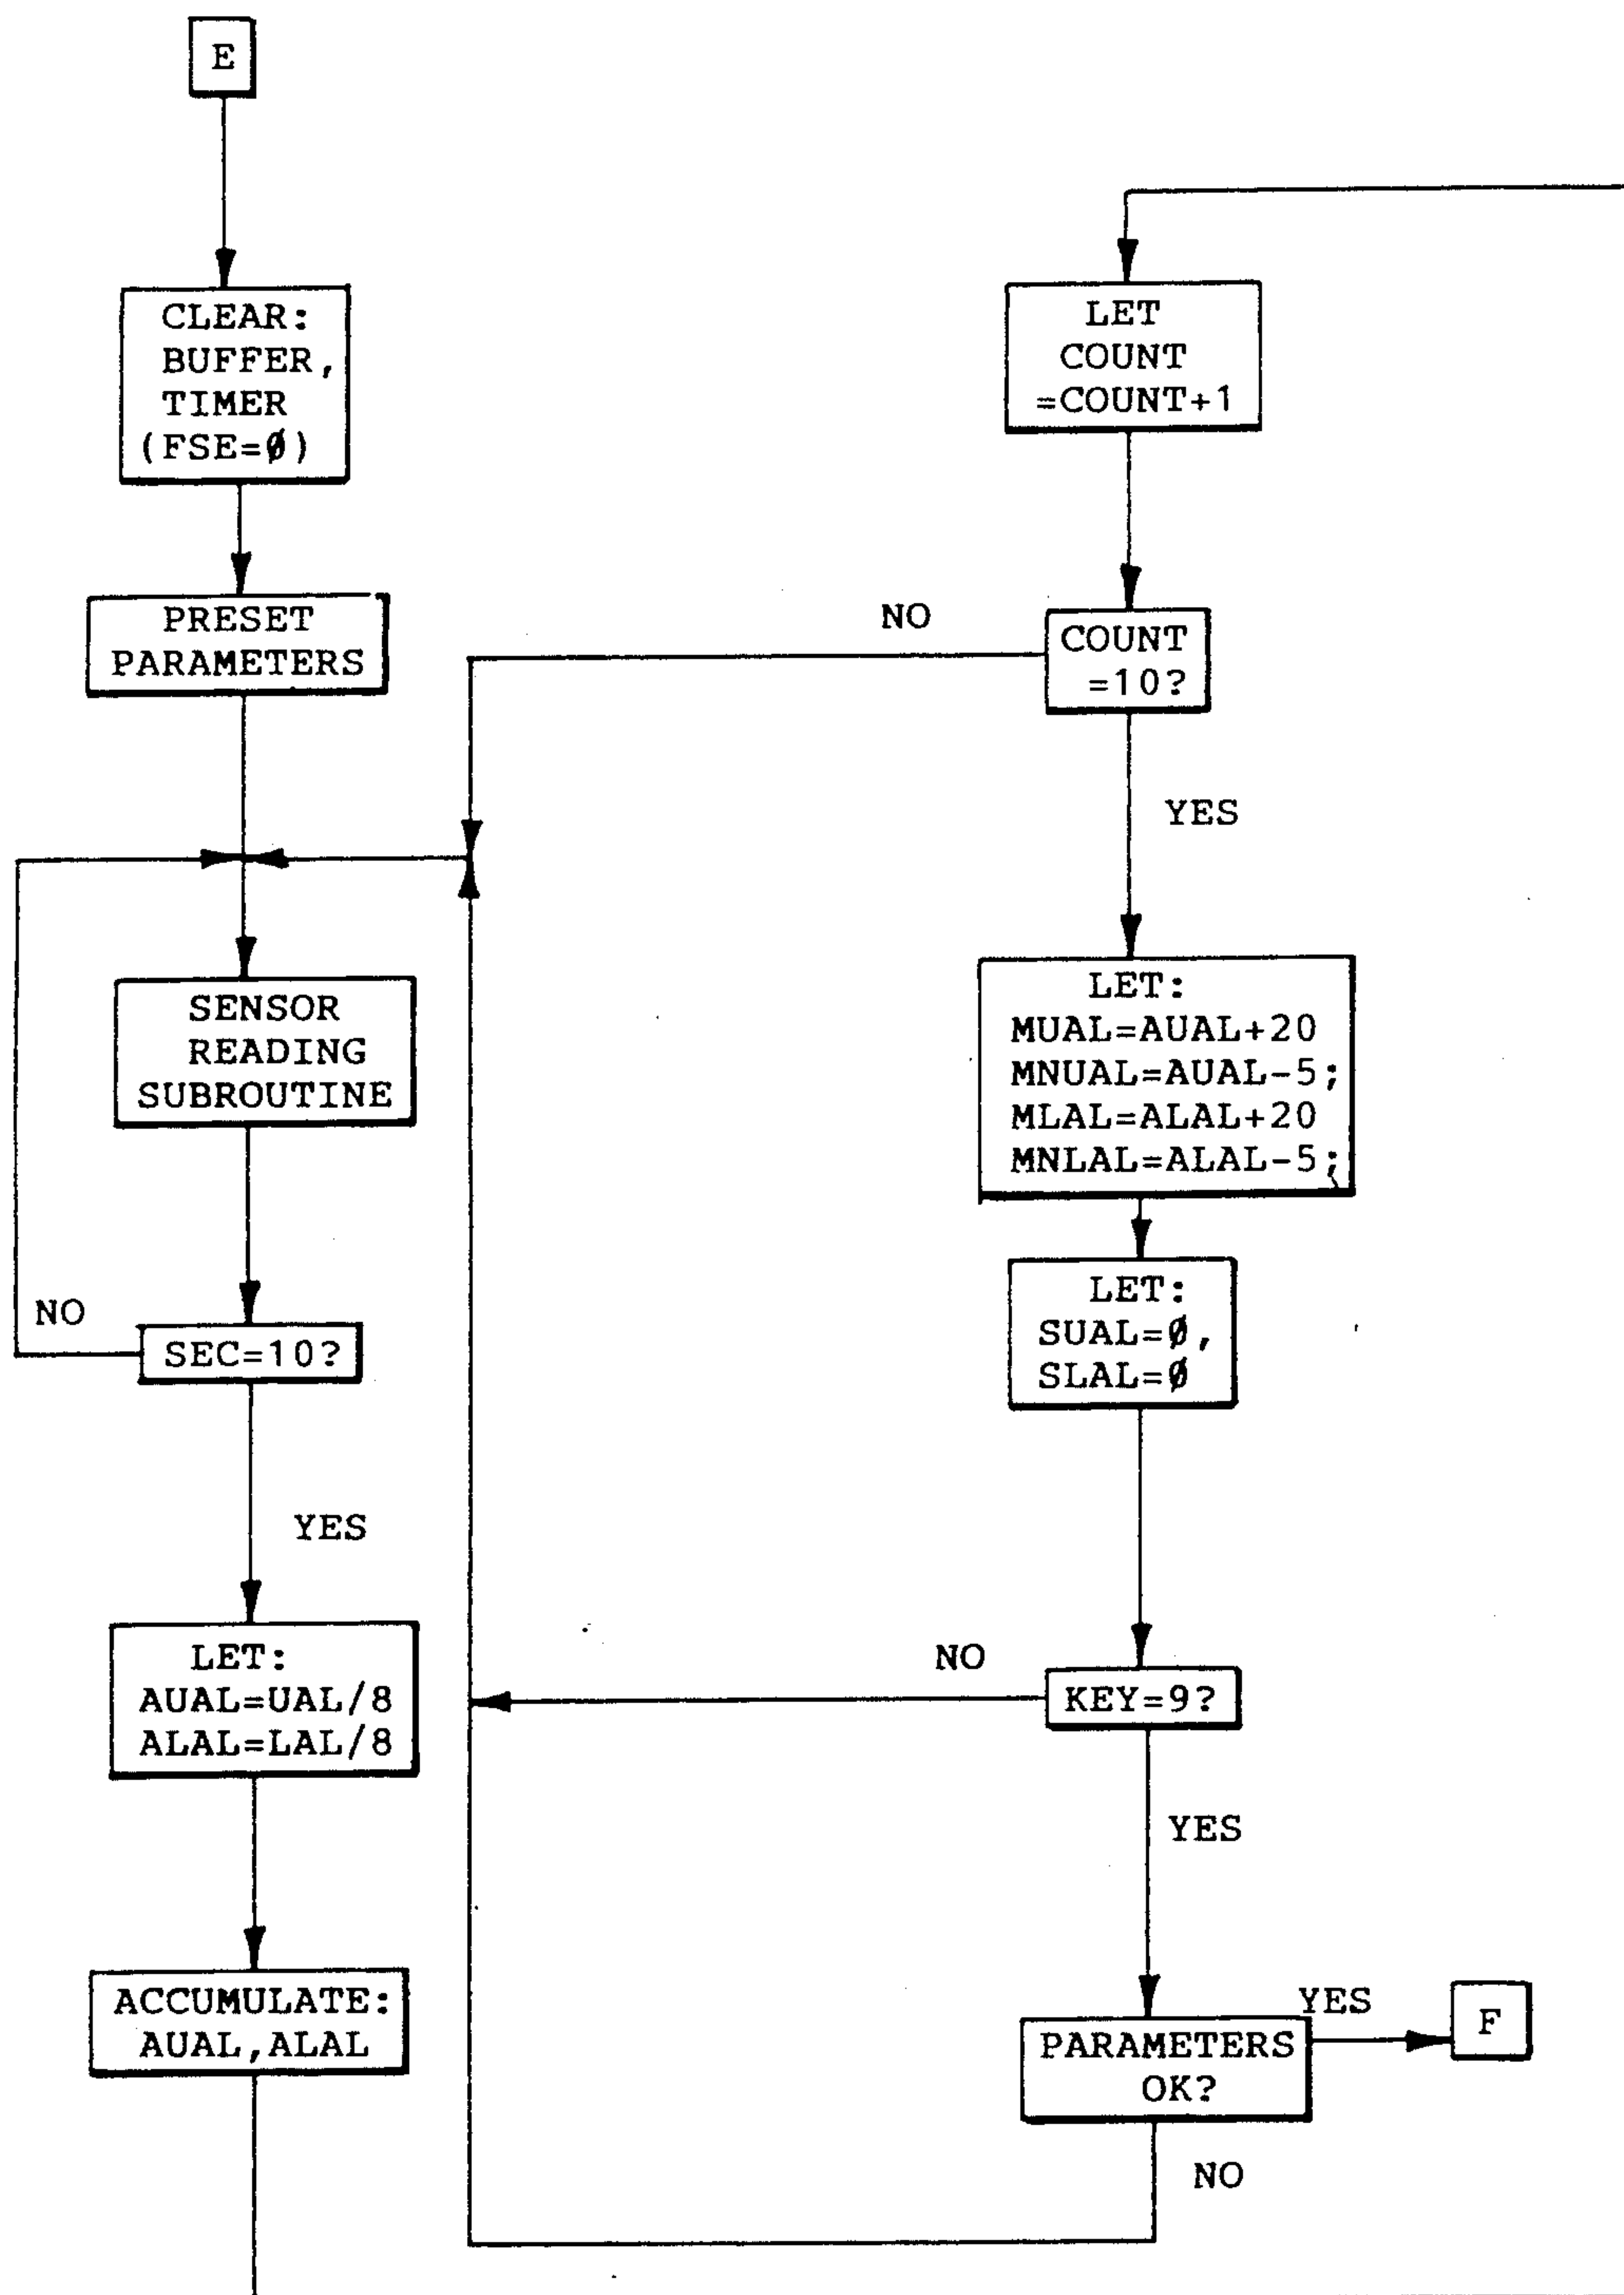 E
CLEAR:
BUFFER,
TIMER
(FSE=Ø)
PRESET
PARAMETERS
SENSOR
READING
SUBROUTINE
NO
SEC=10?
YES
LET:
AUAL=UAL/8
ALAL=LAL/8
ACCUMULATE:
AUAL,ALAL
LET
COUNT
=COUNT+1
NO
COUNT
=10?
YES
LET:
MUAL=AUAL+20
MNUAL=AUAL-5;
MLAL=ALAL+20
MNLAL=ALAL-5;
LET:
SUAL=Ø,
SLAL=Ø
NO
KEY=9?
YES
PARAMETERS
OK?
YES
F
NO